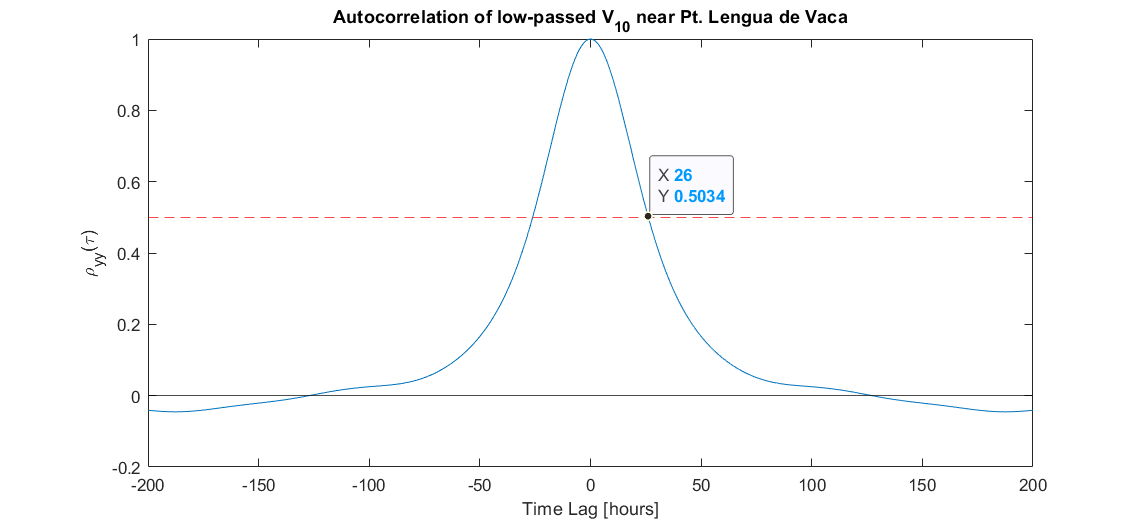 Autocorrelation of low-passed V10 near Pt. Lengua de Vaca
1
0.8
X 26
Y 0.5034
0.6
0.4
ρyy(τ)
0.2
0
-0.2
-200 -150 -100 -50 0 50 100 150 200
Time Lag [hours]